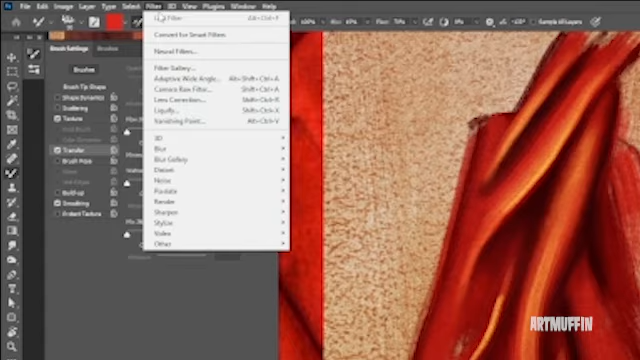 File Edit Image Layer Type Select Filter 3D View Plugins Window Help
Last Filter Alt+Ctrl+F
Convert for Smart Filters
Neural Filters...
Filter Gallery...
Adaptive Wide Angle... Alt+Shift+Ctrl+A
Camera Raw Filter... Shift+Ctrl+A
Lens Correction... Shift+Ctrl+R
Liquify... Shift+Ctrl+X
Vanishing Point... Alt+Ctrl+V
3D
Blur
Blur Gallery
Distort
Noise
Pixelate
Render
Sharpen
Stylize
Video
Other
Brush Settings Brushes
Brushes
Brush Tip Shape
Shape Dynamics
Scattering
Texture
Dual Brush
Color Dynamics
Transfer
Brush Pose
Noise
Wet Edges
Build-up
Smoothing
Protect Texture
Sample All Layers
ARTMUFFIN